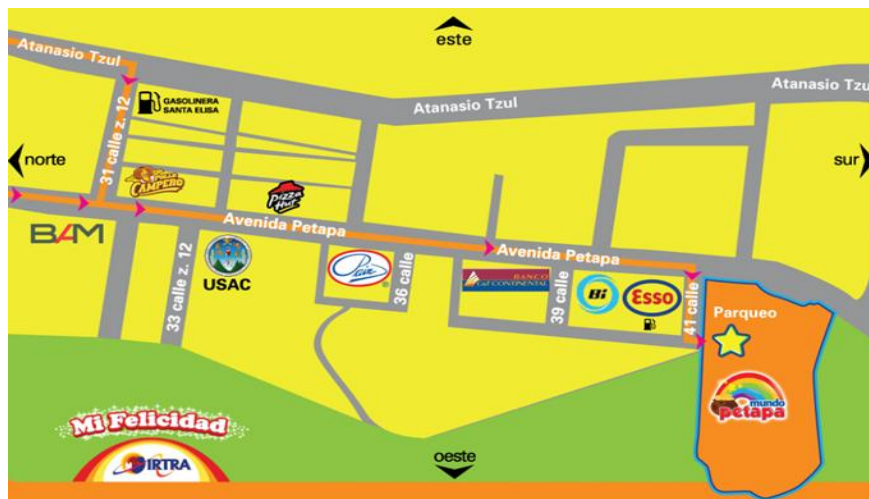 este
Atanasio Tzul
Atanasio Tzul
Atanasio Tzul
GASOLINERA
SANTA ELISA
31 calle z. 12
norte
sur
POLLO
CAMPERO
Pizza
Hut
BAM
Avenida Petapa
Avenida Petapa
USAC
33 calle z. 12
Paiz
36 calle
BANCO
G&T CONTINENTAL
39 calle
Bi
Esso
41 calle
Parqueo
mundo
petapa
Mi Felicidad
IRTRA
oeste